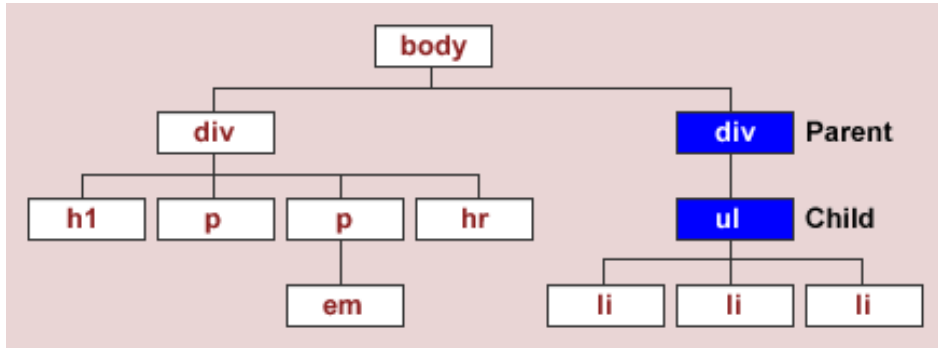 body
div div Parent
h1 p p hr ul Child
em li li li